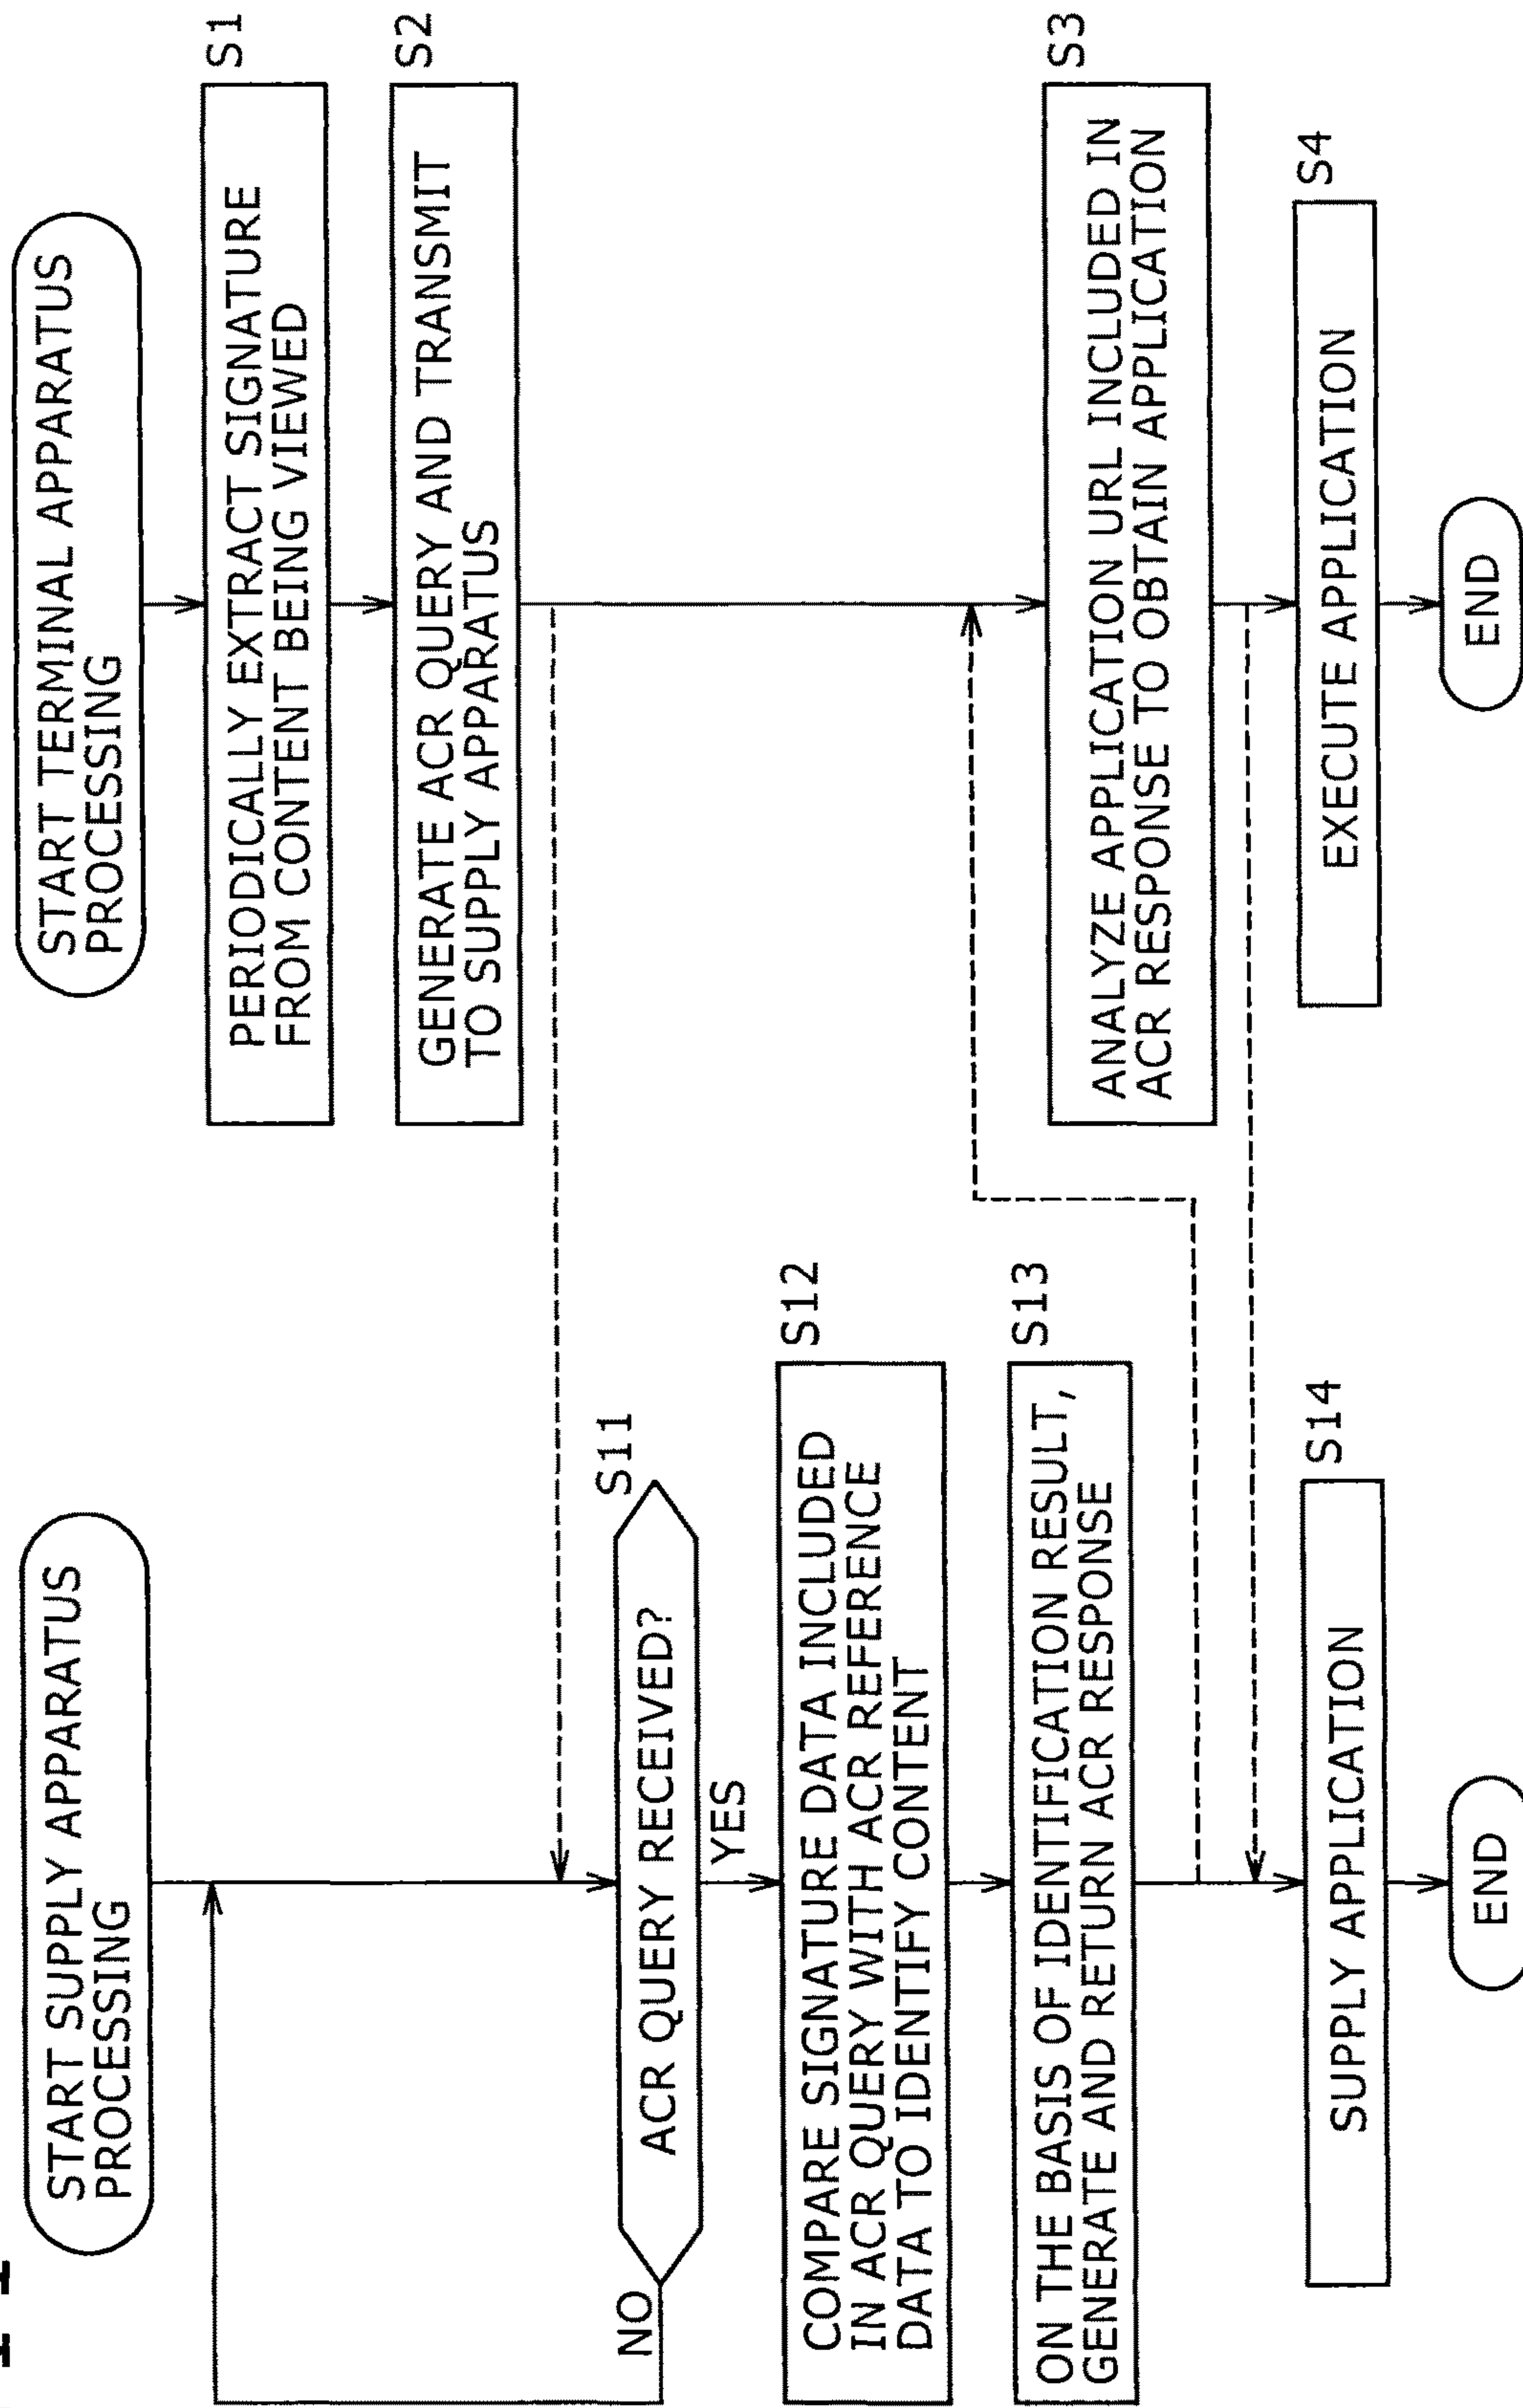 START SUPPLY APPARATUS
PROCESSING
ACR QUERY RECEIVED?
S11
NO
YES
COMPARE SIGNATURE DATA INCLUDED
IN ACR QUERY WITH ACR REFERENCE
DATA TO IDENTIFY CONTENT
S12
ON THE BASIS OF IDENTIFICATION RESULT,
GENERATE AND RETURN ACR RESPONSE
S13
SUPPLY APPLICATION
S14
END
START TERMINAL APPARATUS
PROCESSING
PERIODICALLY EXTRACT SIGNATURE
FROM CONTENT BEING VIEWED
S1
GENERATE ACR QUERY AND TRANSMIT
TO SUPPLY APPARATUS
S2
ANALYZE APPLICATION URL INCLUDED IN
ACR RESPONSE TO OBTAIN APPLICATION
S3
EXECUTE APPLICATION
S4
END